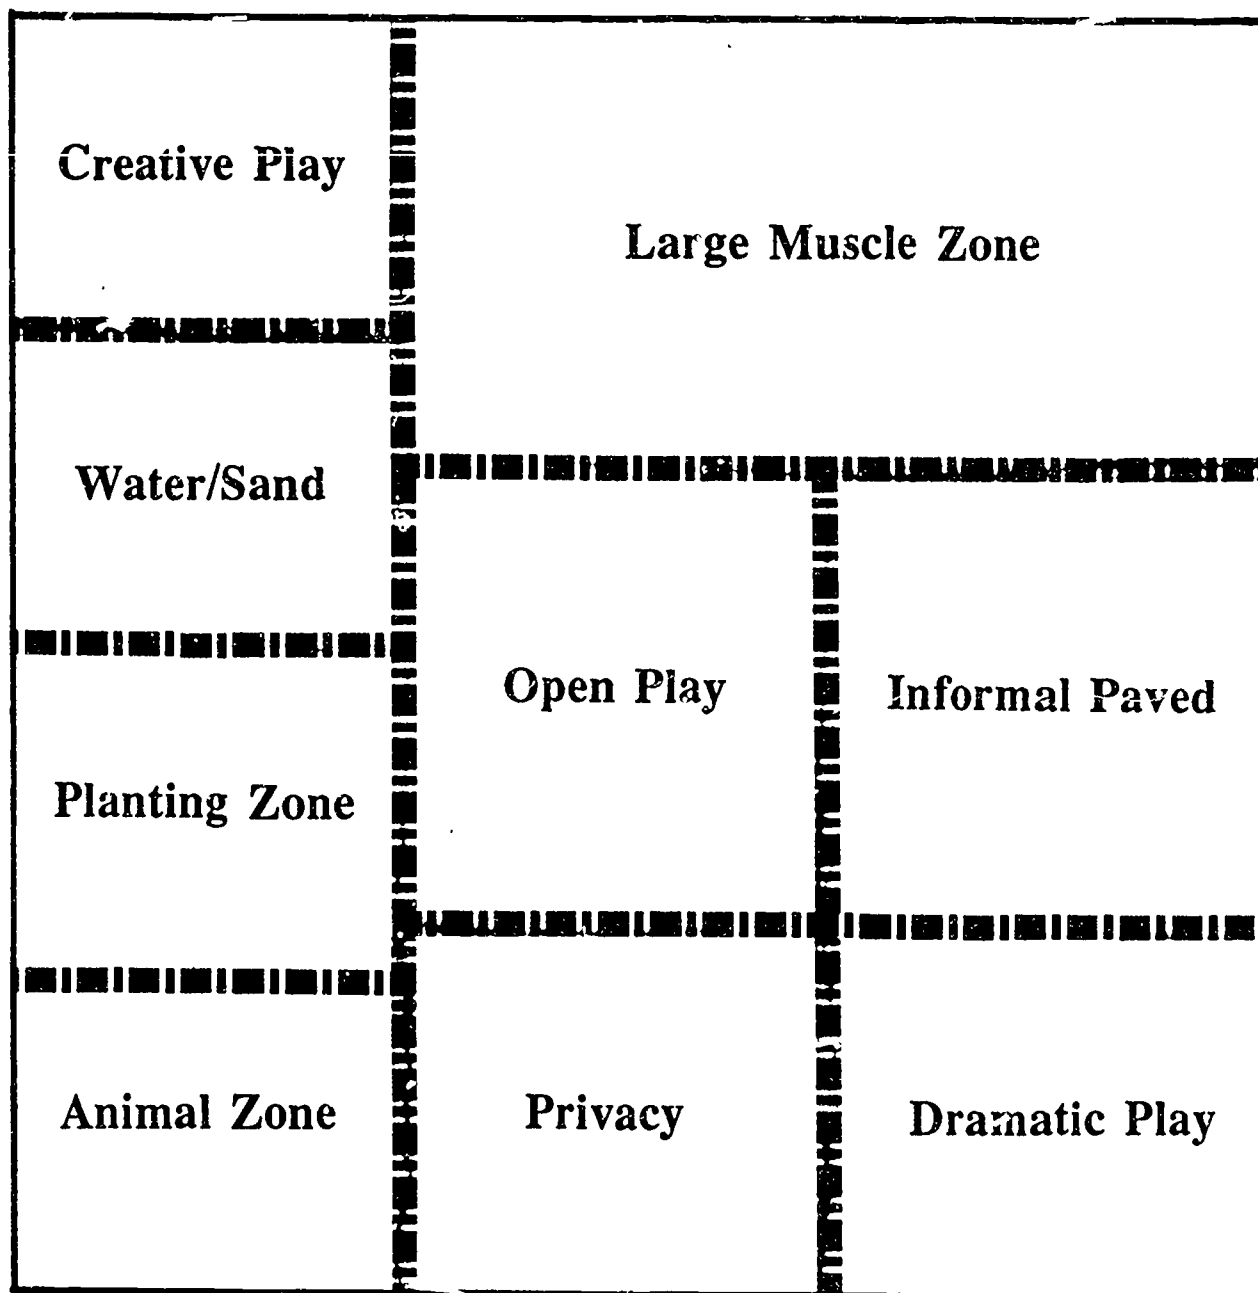 Creative Play
Large Muscle Zone
Water/Sand
Open Play
Informal Paved
Planting Zone
Animal Zone
Privacy
Dramatic Play